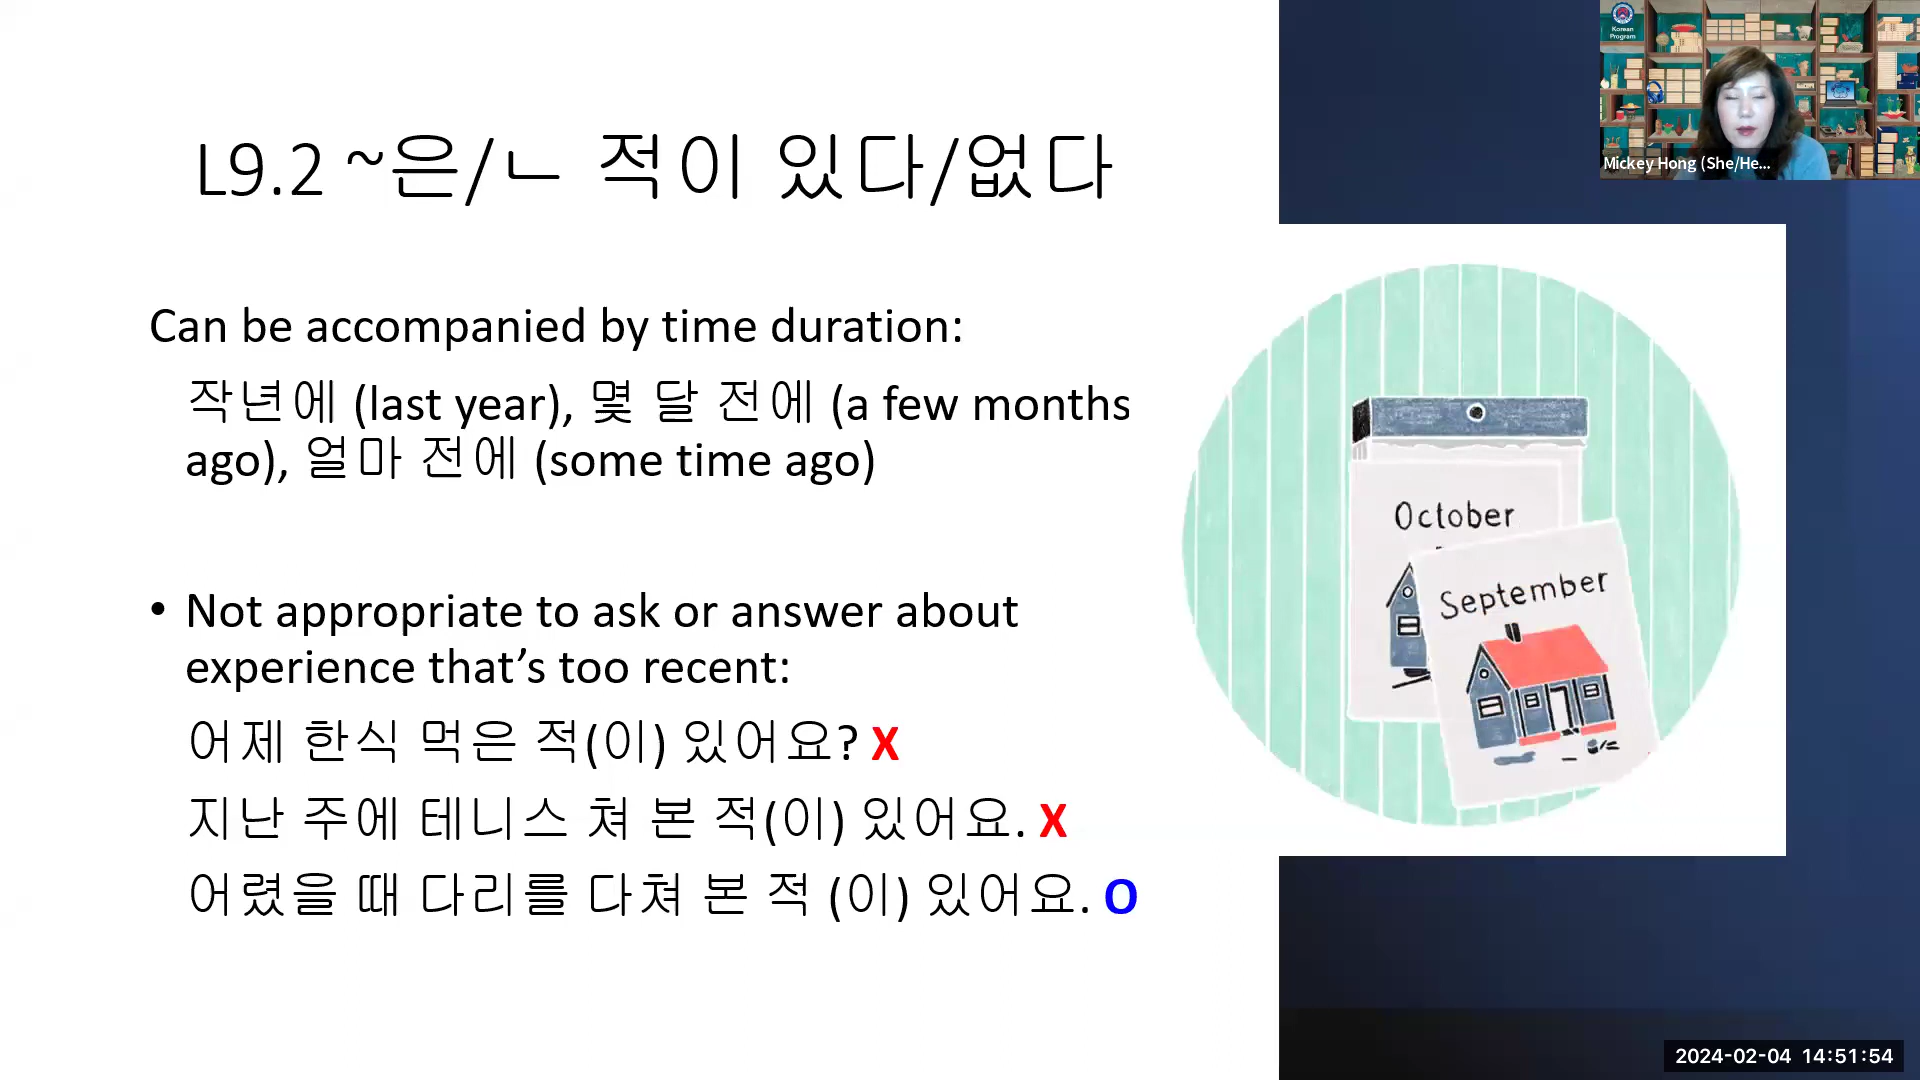 L9.2 ~은/ㄴ 적이 있다/없다
Can be accompanied by time duration:
작년에 (last year), 몇 달 전에 (a few months
ago), 얼마 전에 (some time ago)
• Not appropriate to ask or answer about
experience that’s too recent:
어제 한식 먹은 적(이) 있어요? X
지난 주에 테니스 쳐 본 적(이) 있어요. X
어렸을 때 다리를 다쳐 본 적 (이) 있어요. O
October
September
Korean
Program
Mickey Hong (She/He...
2024-02-04 14:51:54